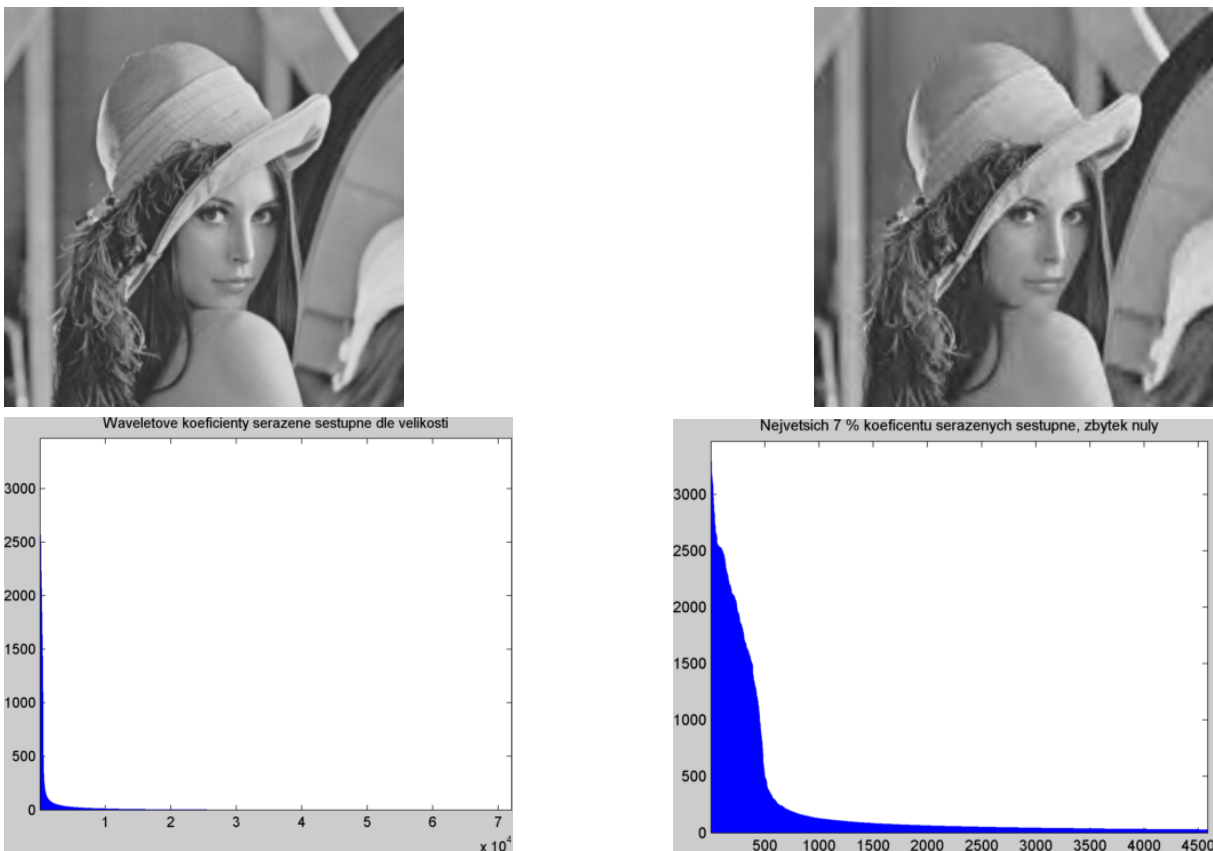 Waveletove koeficienty serazene sestupne dle velikosti
3000
2500
2000
1500
1000
500
0
1 2 3 4 5 6 7
x 10^4
Nejvetsich 7 % koeficentu serazenych sestupne, zbytek nuly
3000
2500
2000
1500
1000
500
0
500 1000 1500 2000 2500 3000 3500 4000 4500